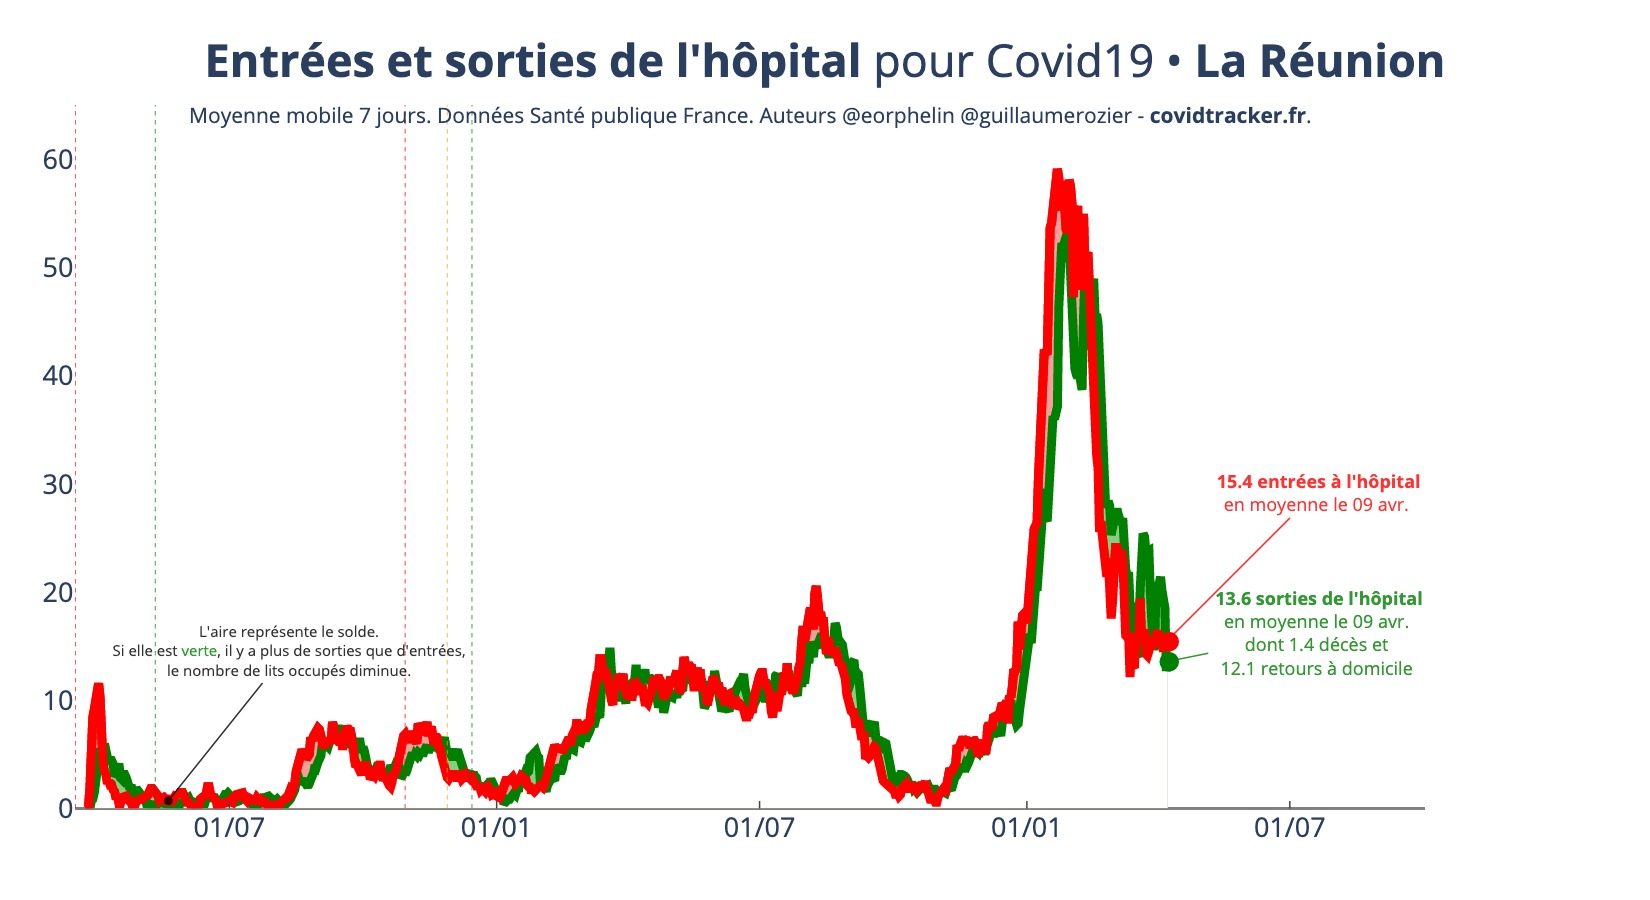 Entrées et sorties de l'hôpital pour Covid19 • La Réunion
Moyenne mobile 7 jours. Données Santé publique France. Auteurs @eorphelin @guillaumerozier - covidtracker.fr.
60
50
40
30
20
10
0
L'aire représente le solde.
Si elle est verte, il y a plus de sorties que d'entrées,
le nombre de lits occupés diminue.
15.4 entrées à l'hôpital
en moyenne le 09 avr.
13.6 sorties de l'hôpital
en moyenne le 09 avr.
dont 1.4 décès et
12.1 retours à domicile
01/07
01/01
01/07
01/01
01/07